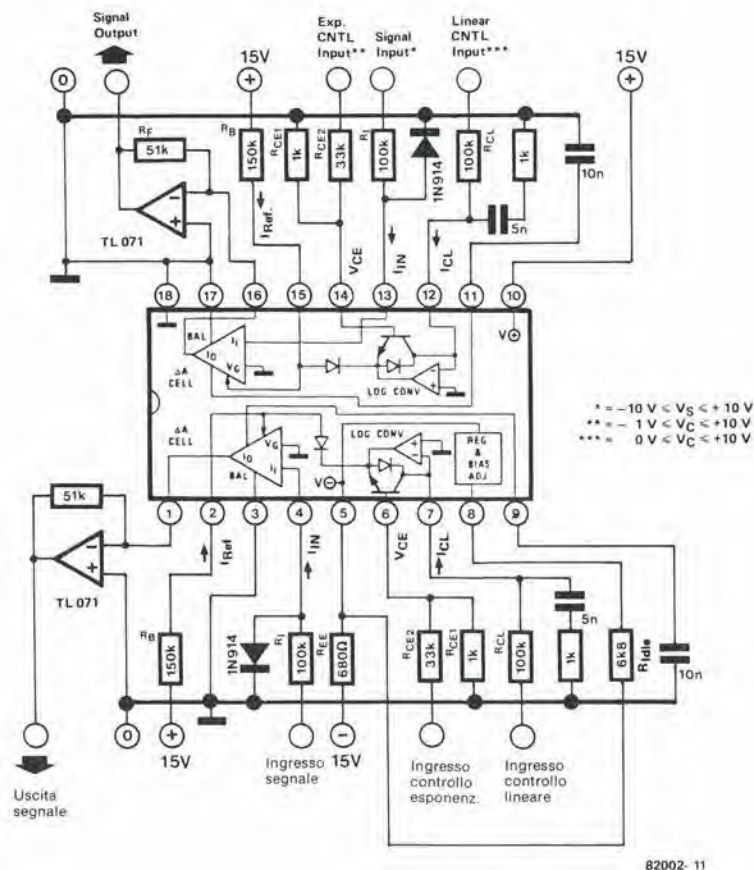 Signal
Output
Exp.
CNTL
Input**
Signal
Input*
Linear
CNTL
Input***
15V
15V
0
+
+
RF
51k
RB
150k
RCE1
1k
RCE2
33k
RI
100k
1N914
RCL
100k
1k
10n
5n
IRef.
VCE
IIN
ICL
-
+
TL 071
18
17
16
15
14
13
12
11
10
BAL
II
IO
VG
ΔA
CELL
LOG CONV
-
+
V+
ΔA
CELL
LOG CONV
VG
IO
II
BAL
+
-
V-
REG
&
BIAS
ADJ
* = -10 V ≤ VS ≤ +10 V
** = - 1 V ≤ VC ≤ +10 V
*** = 0 V ≤ VC ≤ +10 V
1
2
3
4
5
6
7
8
9
51k
-
+
TL 071
IRef
IIN
VCE
ICL
5n
RB
150k
1N914
RI
100k
REE
680Ω
RCE2
33k
RCE1
1k
RCL
100k
1k
6k8
Ridle
10n
0
+
-
15V
Ingresso
segnale
15V
Ingresso
controllo
esponenz.
Ingresso
controllo
lineare
Uscita
segnale
82002- 11